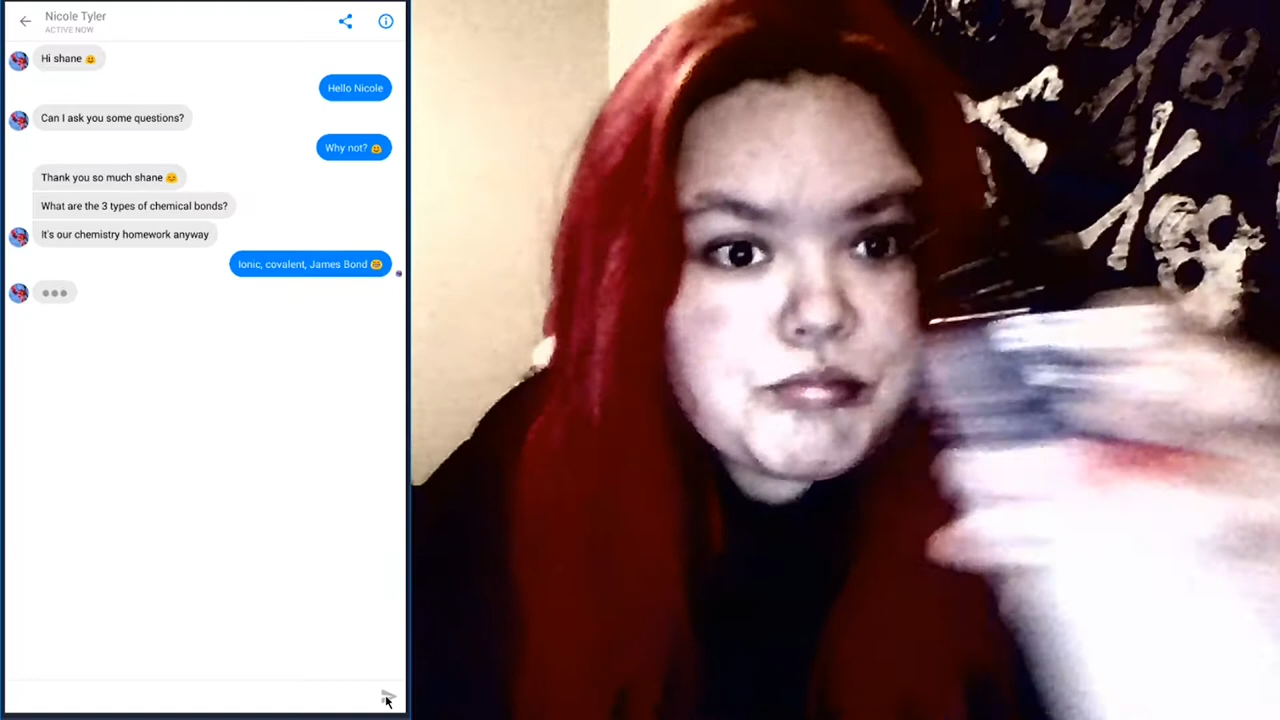 Nicole Tyler
ACTIVE NOW
Hi shane 😀
Hello Nicole
Can I ask you some questions?
Why not? 😀
Thank you so much shane 😊
What are the 3 types of chemical bonds?
It's our chemistry homework anyway
Ionic, covalent, James Bond 🤓